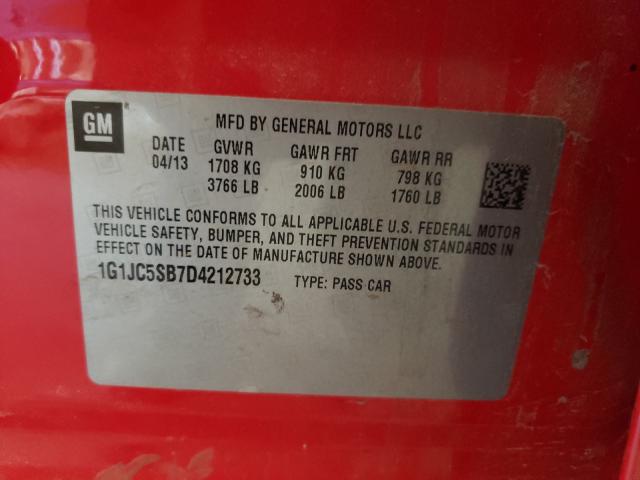 GM
MFD BY GENERAL MOTORS LLC
DATE GVWR GAWR FRT GAWR RR
04/13 1708 KG 910 KG 798 KG
3766 LB 2006 LB 1760 LB
THIS VEHICLE CONFORMS TO ALL APPLICABLE U.S. FEDERAL MOTOR
VEHICLE SAFETY, BUMPER, AND THEFT PREVENTION STANDARDS IN
EFFECT ON THE DATE OF MANUFACTURE SHOWN ABOVE.
1G1JC5SB7D4212733 TYPE: PASS CAR